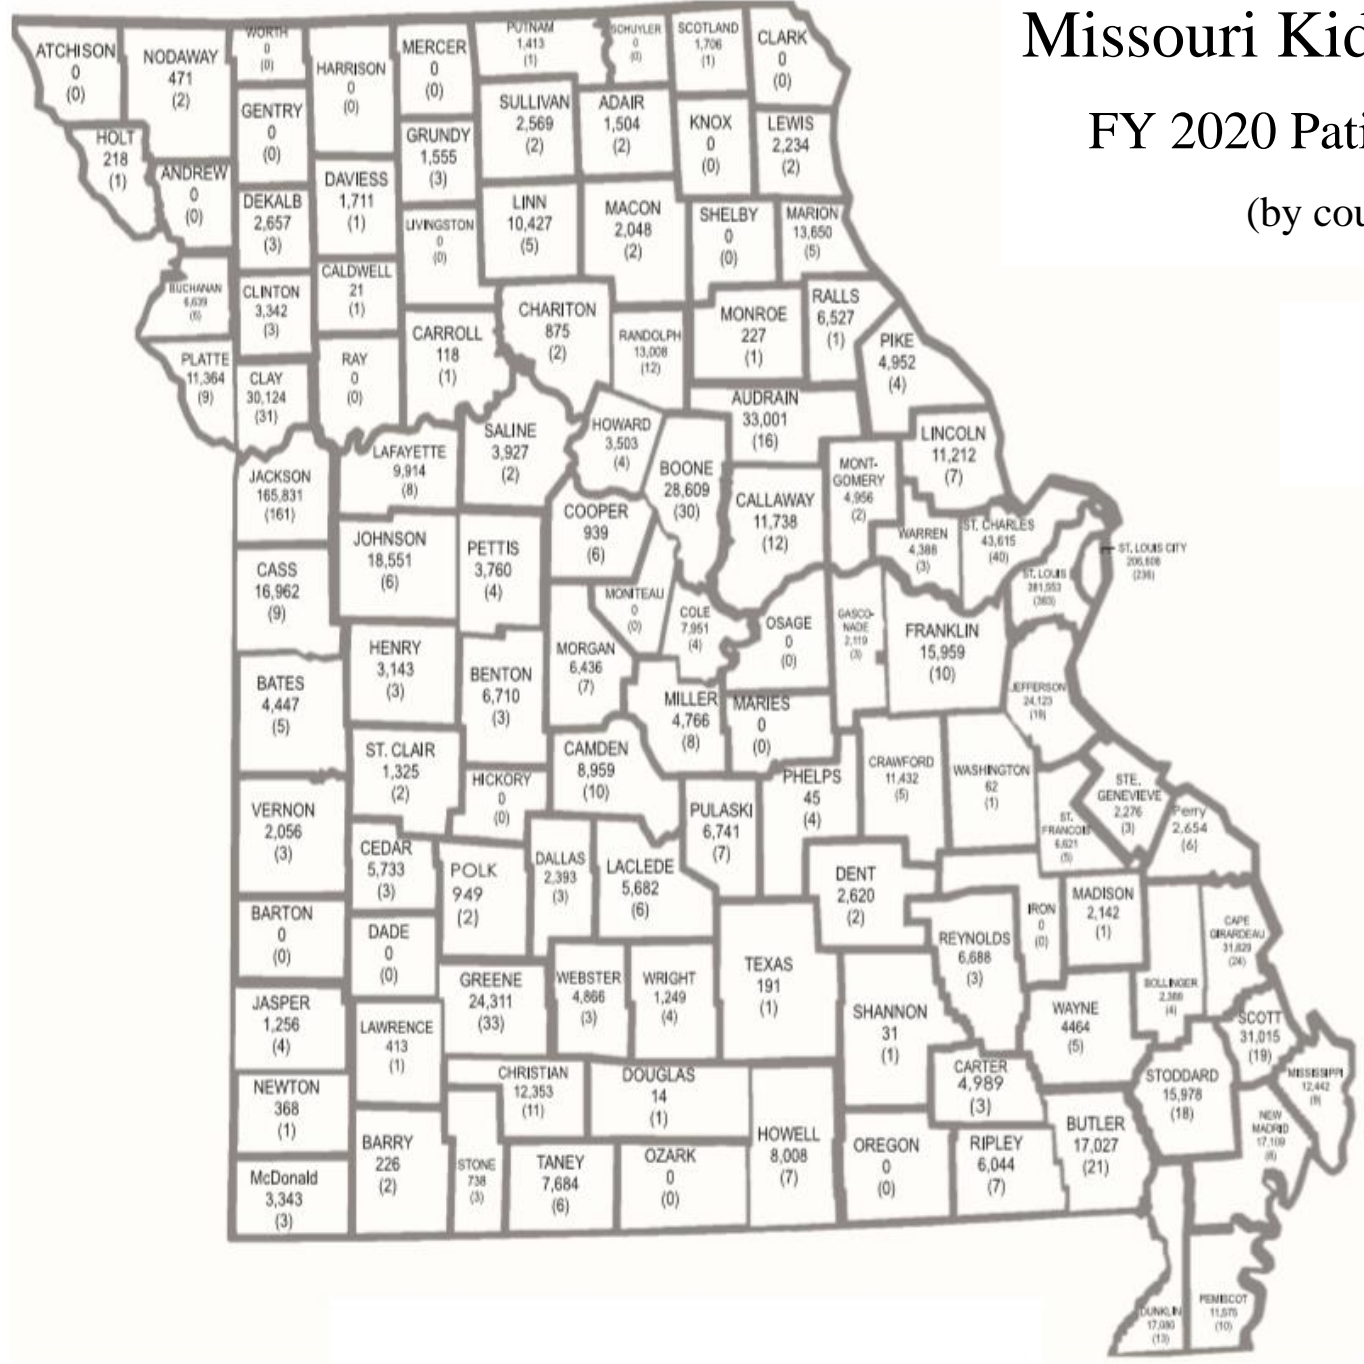 Missouri Kid
FY 2020 Pati
(by cou
ATCHISON
0
(0)
NODAWAY
471
(2)
WORTH
0
(0)
HARRISON
0
(0)
MERCER
0
(0)
PUTNAM
1,413
(1)
SCHUYLER
0
(0)
SCOTLAND
1,706
(1)
CLARK
0
(0)
HOLT
218
(1)
ANDREW
0
(0)
GENTRY
0
(0)
DEKALB
2,657
(3)
DAVIESS
1,711
(1)
GRUNDY
1,555
(3)
SULLIVAN
2,569
(2)
ADAIR
1,504
(2)
KNOX
0
(0)
LEWIS
2,234
(2)
LIVINGSTON
0
(0)
LINN
10,427
(5)
MACON
2,048
(2)
SHELBY
0
(0)
MARION
13,650
(5)
BUCHANAN
6,639
CLINTON
3,342
(3)
CALDWELL
21
(1)
CARROLL
118
(1)
CHARITON
875
(2)
RANDOLPH
13,008
(12)
MONROE
227
(1)
RALLS
6,527
(1)
PIKE
4,952
(4)
PLATTE
11,364
(9)
CLAY
30,124
(31)
RAY
0
(0)
AUDRAIN
33,001
(16)
JACKSON
165,831
(161)
LAFAYETTE
9,914
(8)
SALINE
3,927
(2)
HOWARD
3,503
(4)
BOONE
28,609
(30)
CALLAWAY
11,738
(12)
MONT-
GOMERY
4,956
(2)
LINCOLN
11,212
(7)
WARREN
4,386
(3)
ST. CHARLES
43,615
(40)
ST. LOUIS CITY
206,606
(236)
ST. LOUIS
(363)
CASS
16,962
(9)
JOHNSON
18,551
(6)
PETTIS
3,760
(4)
COOPER
939
(6)
MONITEAU
0
(0)
COLE
7,951
(4)
OSAGE
0
(0)
GASCO-
NADE
2,119
(3)
FRANKLIN
15,959
(10)
JEFFERSON
24,123
BATES
4,447
(5)
HENRY
3,143
(3)
BENTON
6,710
(3)
MORGAN
6,436
(7)
MILLER
4,766
(8)
MARIES
0
(0)
ST. CLAIR
1,325
(2)
HICKORY
0
(0)
CAMDEN
8,959
(10)
PULASKI
6,741
(7)
PHELPS
45
(4)
CRAWFORD
11,432
(5)
WASHINGTON
62
(1)
ST.
FRANCOIS
6,621
(5)
STE.
GENEVIEVE
2,276
(3)
Perry
2,654
(6)
VERNON
2,056
(3)
CEDAR
5,733
(3)
POLK
949
(2)
DALLAS
2,393
(3)
LACLEDE
5,682
(6)
DENT
2,620
(2)
BARTON
0
(0)
DADE
0
(0)
GREENE
24,311
(33)
WEBSTER
4,866
(3)
WRIGHT
1,249
(4)
TEXAS
191
(1)
SHANNON
31
(1)
REYNOLDS
6,688
(3)
IRON
0
(0)
MADISON
2,142
(1)
BOLLINGER
(4)
CAPE
GIRARDEAU
31,829
(24)
JASPER
1,256
(4)
LAWRENCE
413
(1)
WAYNE
4464
(5)
SCOTT
31,015
(19)
MISSISSIPPI
12,442
STODDARD
15,978
(18)
NEWTON
368
(1)
CHRISTIAN
12,353
(11)
DOUGLAS
14
(1)
CARTER
4,989
(3)
BUTLER
17,027
(21)
NEW
MADRID
17,109
McDonald
3,343
(3)
BARRY
226
(2)
STONE
738
(3)
TANEY
7,684
(6)
OZARK
0
(0)
HOWELL
8,008
(7)
OREGON
0
(0)
RIPLEY
6,044
(7)
DUNKLIN
(13)
PEMISCOT
(10)